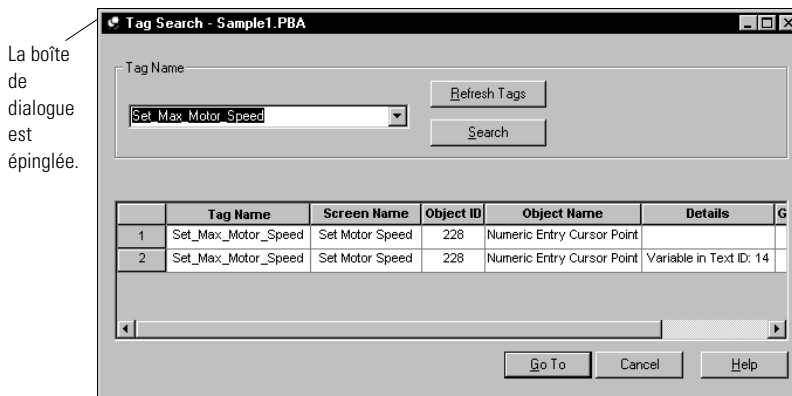 La boîte
de
dialogue
est
épinglée.
Tag Search - Sample1.PBA
Tag Name
Set_Max_Motor_Speed
Refresh Tags
Search
Tag Name Screen Name Object ID Object Name Details G
1 Set_Max_Motor_Speed Set Motor Speed 228 Numeric Entry Cursor Point
2 Set_Max_Motor_Speed Set Motor Speed 228 Numeric Entry Cursor Point Variable in Text ID: 14
Go To Cancel Help